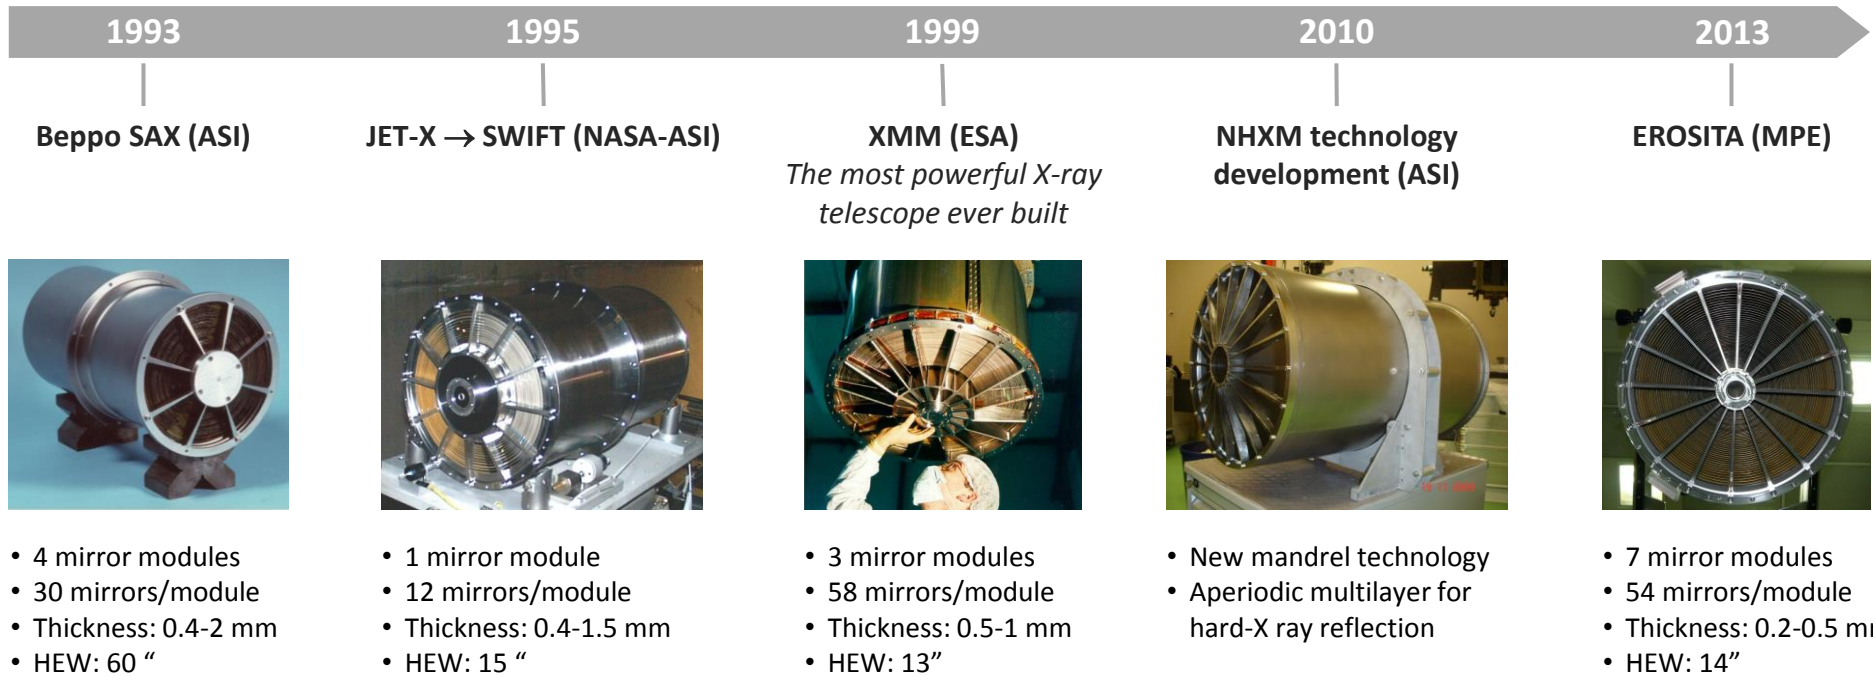 1993
1995
1999
2010
2013
Beppo SAX (ASI)
JET-X → SWIFT (NASA-ASI)
XMM (ESA)
The most powerful X-ray
telescope ever built
NHXM technology
development (ASI)
EROSITA (MPE)
• 4 mirror modules
• 30 mirrors/module
• Thickness: 0.4-2 mm
• HEW: 60 “
• 1 mirror module
• 12 mirrors/module
• Thickness: 0.4-1.5 mm
• HEW: 15 “
• 3 mirror modules
• 58 mirrors/module
• Thickness: 0.5-1 mm
• HEW: 13”
• New mandrel technology
• Aperiodic multilayer for
hard-X ray reflection
• 7 mirror modules
• 54 mirrors/module
• Thickness: 0.2-0.5 m
• HEW: 14”